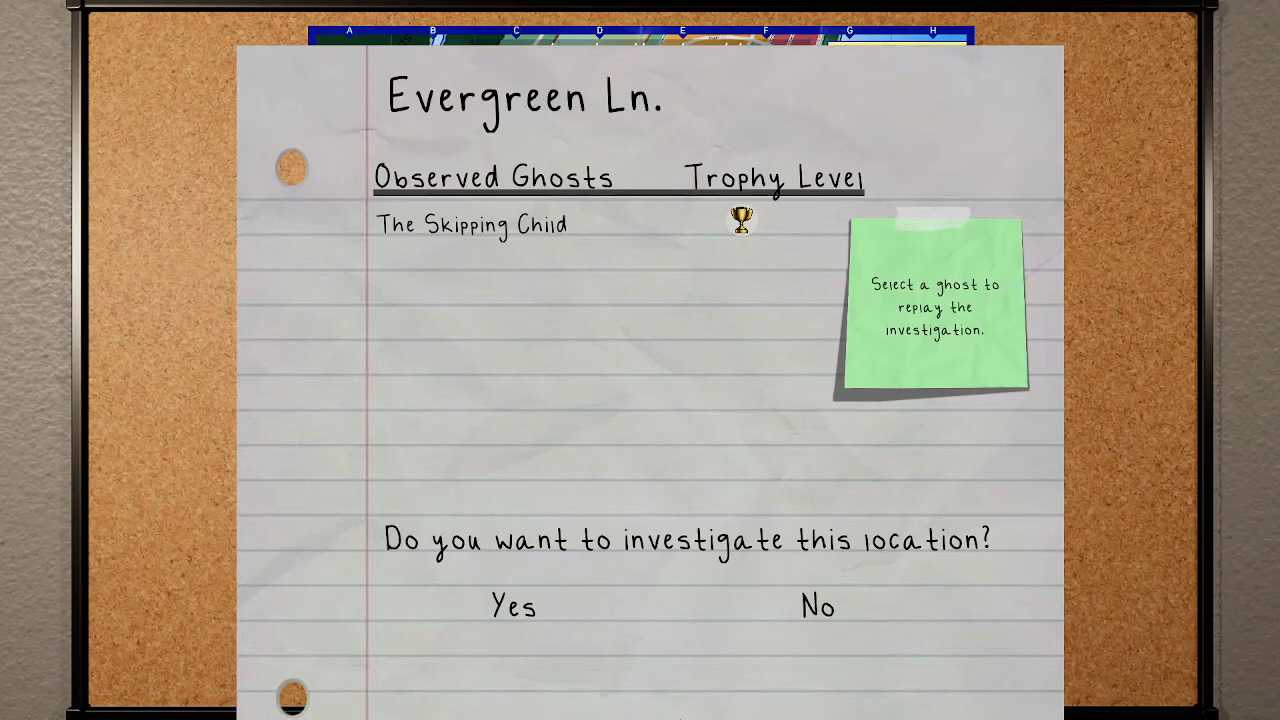 A B C D E F G H
Evergreen Ln.
Observed Ghosts Trophy Level
The Skipping Child
Select a ghost to
replay the
investigation.
Do you want to investigate this location?
Yes No